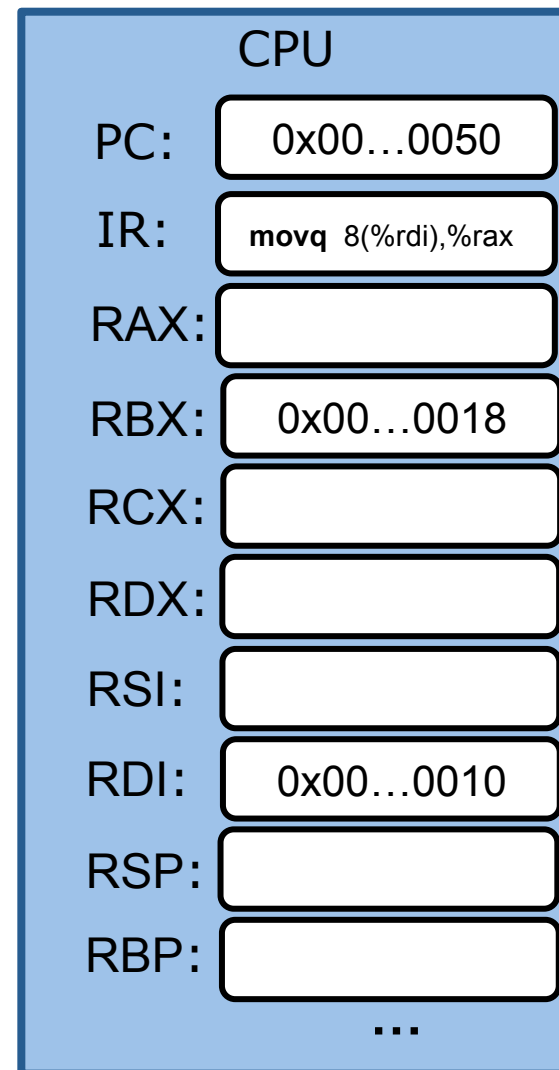 CPU
PC: 0x00…0050
IR: movq 8(%rdi),%rax
RAX:
RBX: 0x00…0018
RCX:
RDX:
RSI:
RDI: 0x00…0010
RSP:
RBP:
…